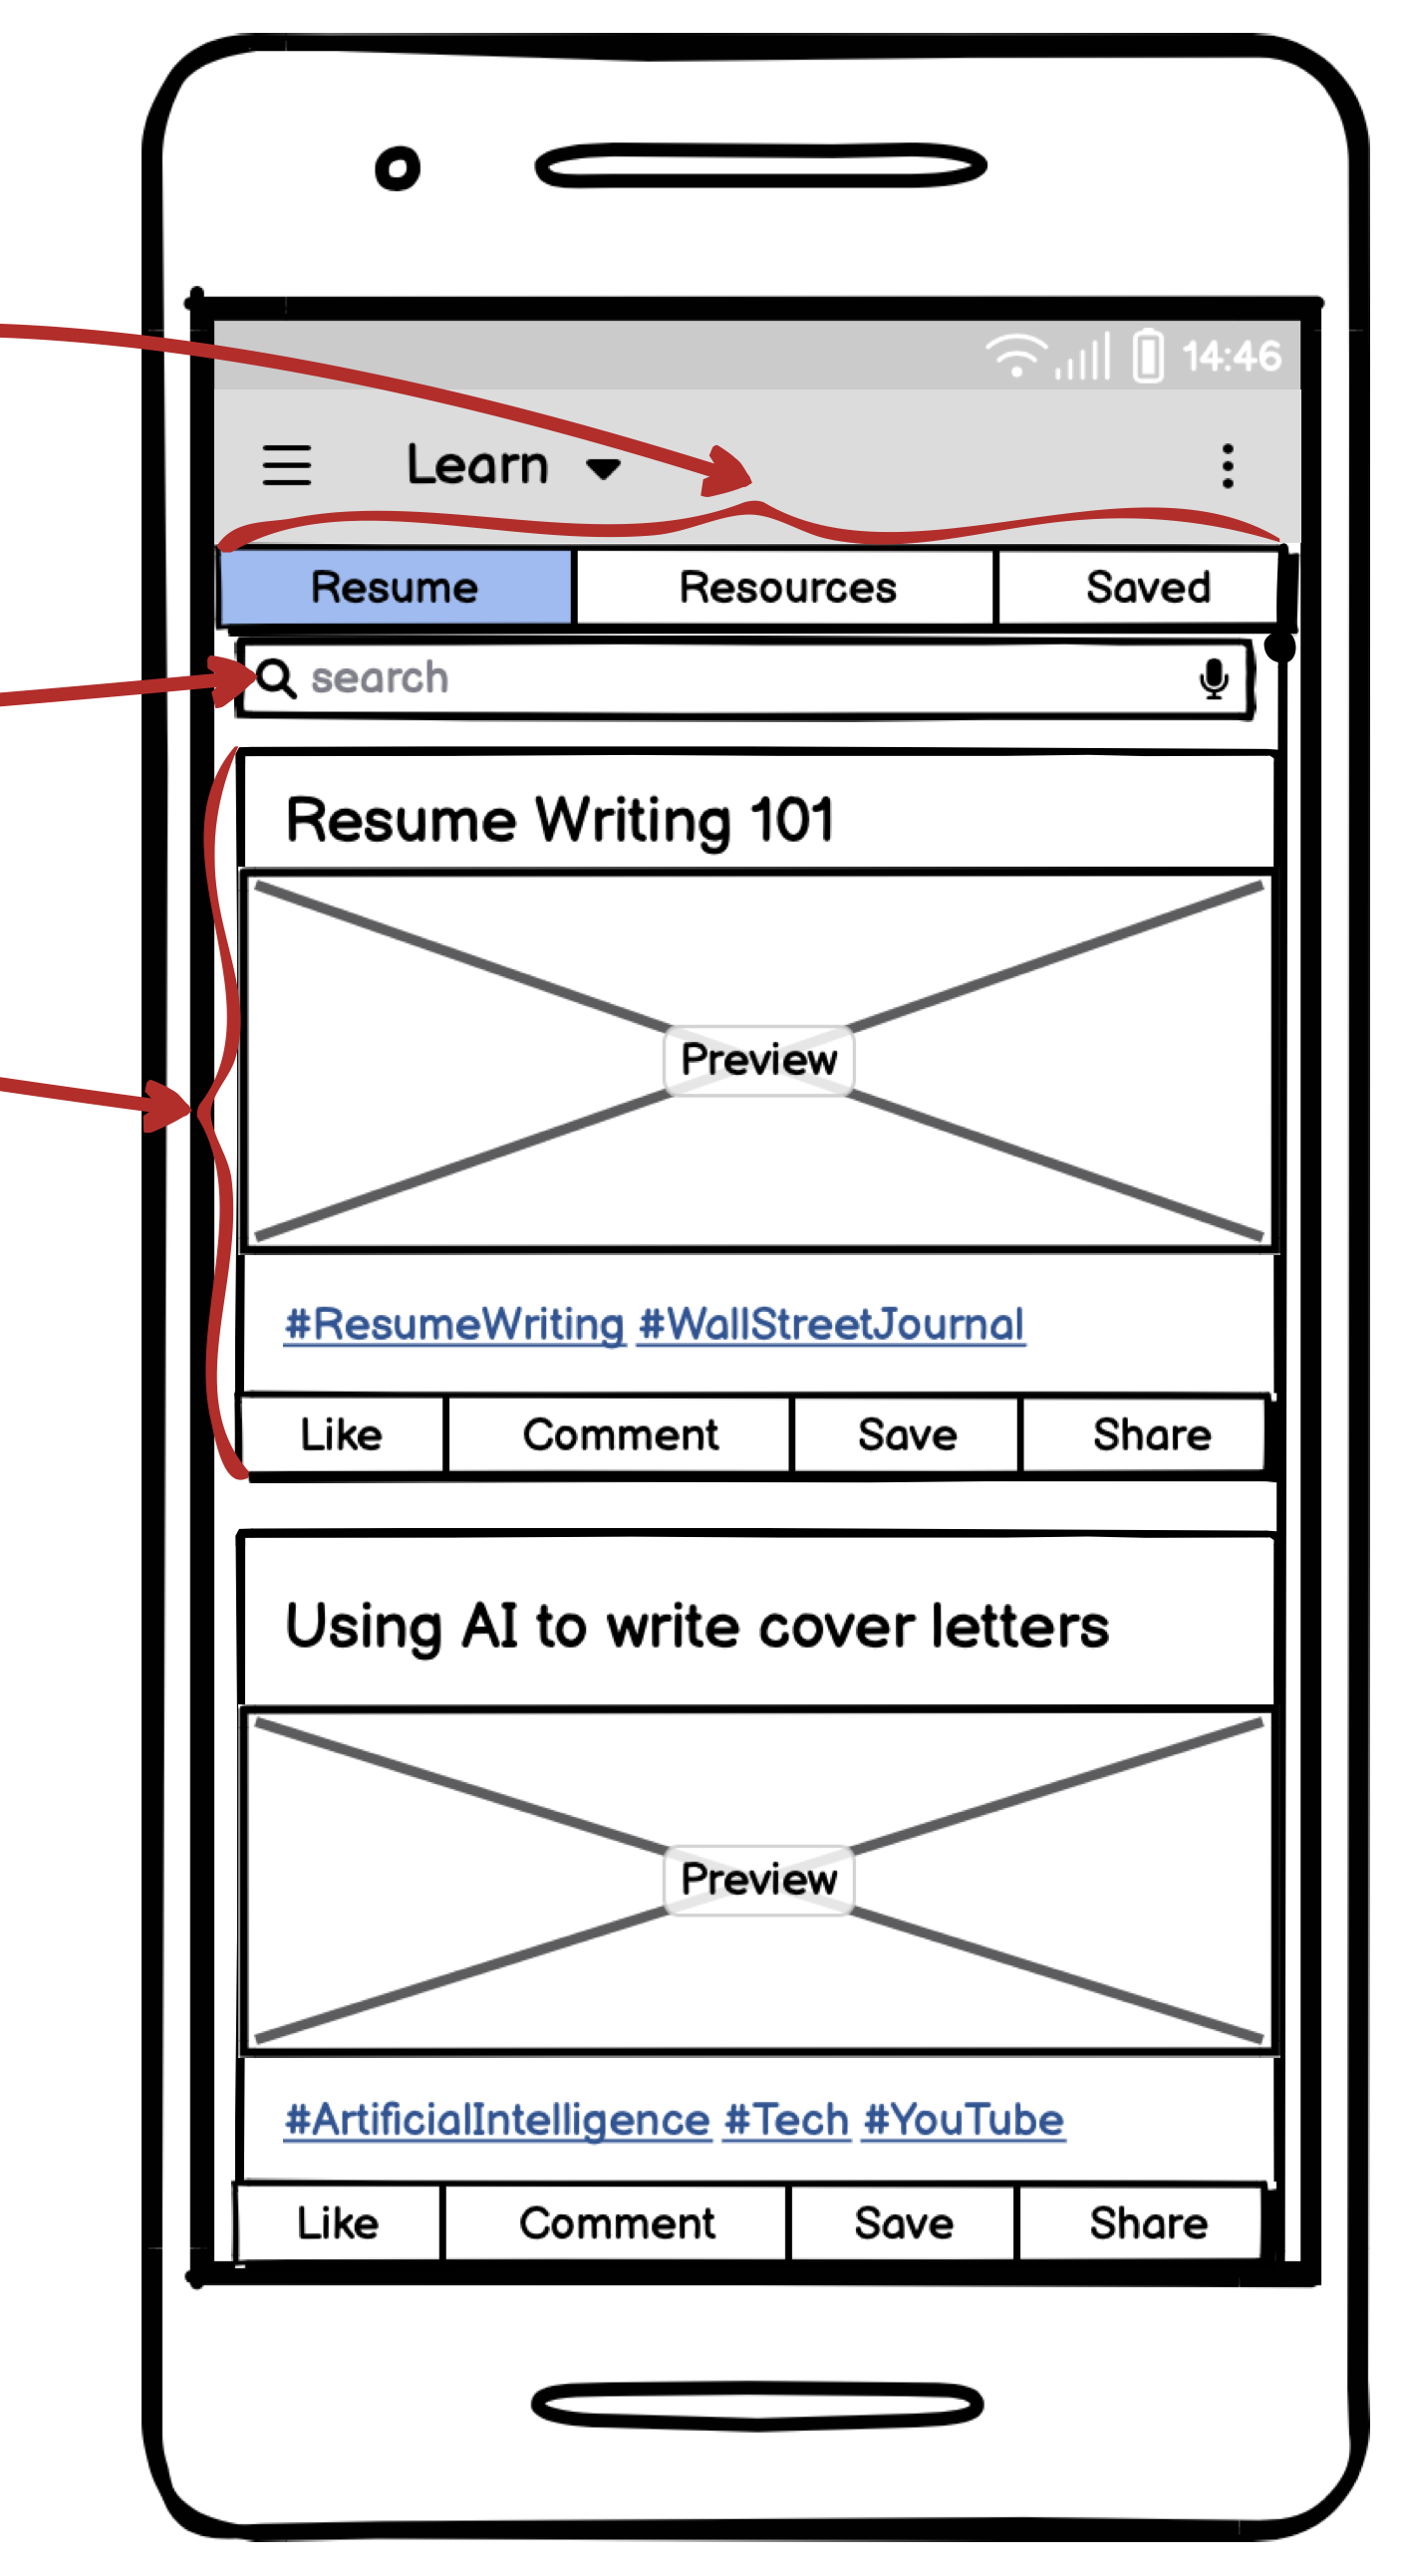 14:46
Learn
Resume Resources Saved
search
Resume Writing 101
Preview
#ResumeWriting #WallStreetJournal
Like Comment Save Share
Using AI to write cover letters
Preview
#ArtificialIntelligence #Tech #YouTube
Like Comment Save Share